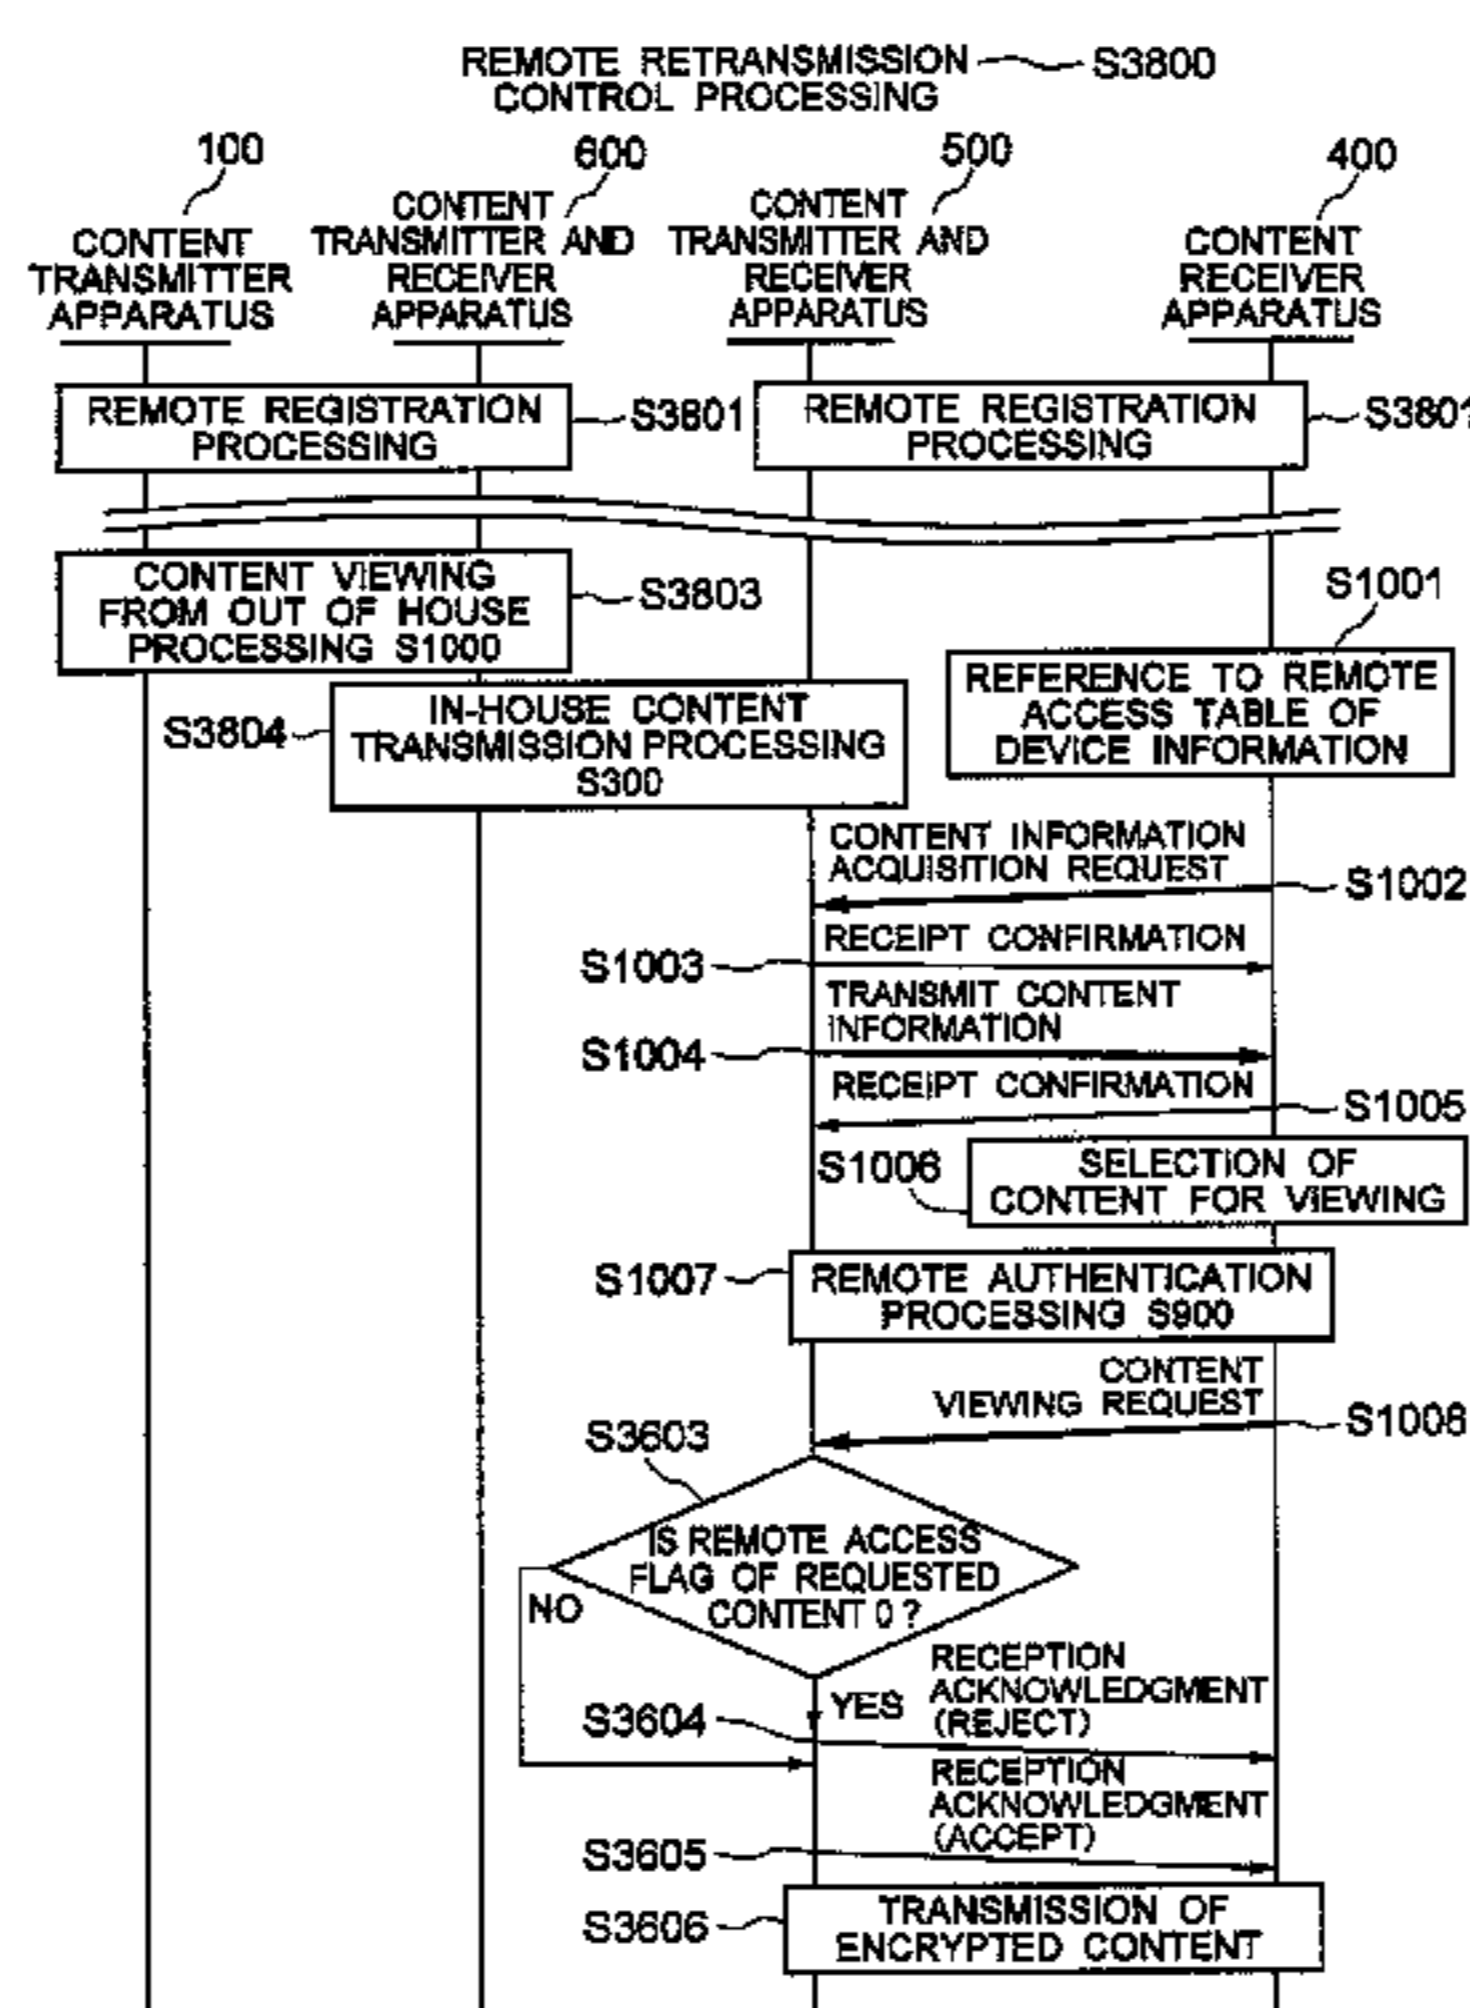 REMOTE RETRANSMISSION
CONTROL PROCESSING
S3800
100
CONTENT
TRANSMITTER
APPARATUS
600
CONTENT
TRANSMITTER AND
RECEIVER
APPARATUS
500
CONTENT
TRANSMITTER AND
RECEIVER
APPARATUS
400
CONTENT
RECEIVER
APPARATUS
REMOTE REGISTRATION
PROCESSING
S3801
REMOTE REGISTRATION
PROCESSING
S3801
CONTENT VIEWING
FROM OUT OF HOUSE
PROCESSING S1000
S3803
S1001
REFERENCE TO REMOTE
ACCESS TABLE OF
DEVICE INFORMATION
S3804
IN-HOUSE CONTENT
TRANSMISSION PROCESSING
S300
CONTENT INFORMATION
ACQUISITION REQUEST
S1002
RECEIPT CONFIRMATION
S1003
TRANSMIT CONTENT
INFORMATION
S1004
RECEIPT CONFIRMATION
S1005
S1006
SELECTION OF
CONTENT FOR VIEWING
S1007
REMOTE AUTHENTICATION
PROCESSING S900
CONTENT
VIEWING REQUEST
S1008
S3603
IS REMOTE ACCESS
FLAG OF REQUESTED
CONTENT 0 ?
NO
YES
RECEPTION
ACKNOWLEDGMENT
(REJECT)
S3604
RECEPTION
ACKNOWLEDGMENT
(ACCEPT)
S3605
S3606
TRANSMISSION OF
ENCRYPTED CONTENT